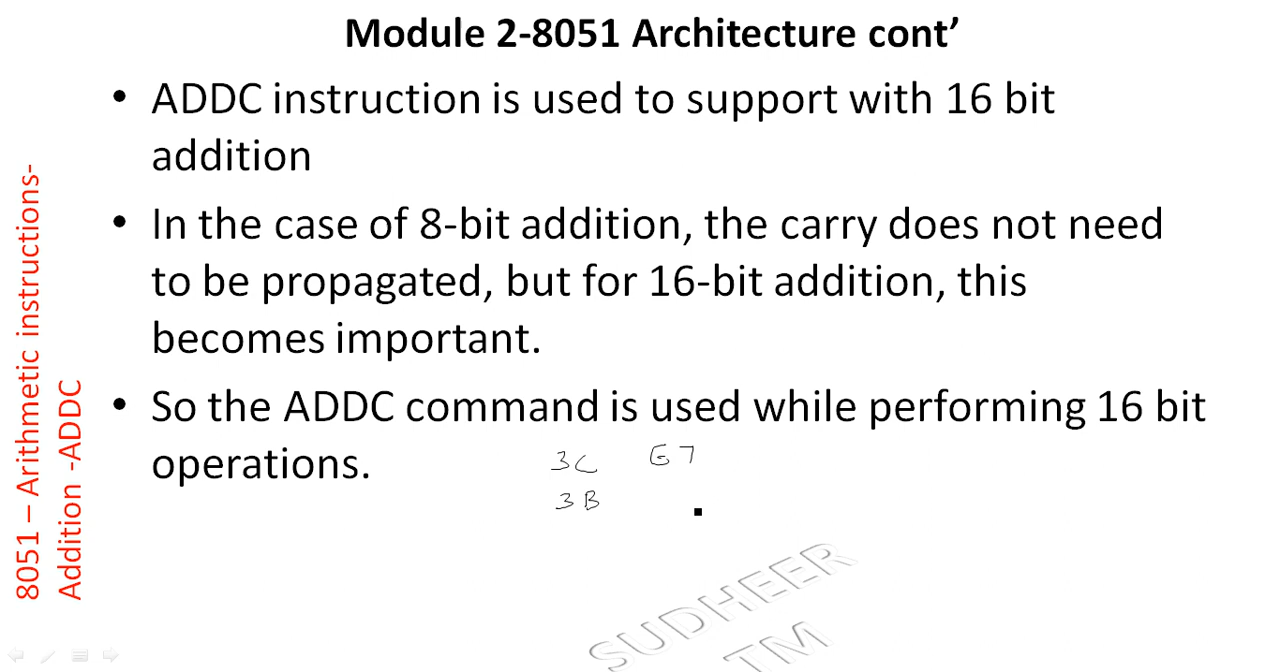 Module 2-8051 Architecture cont’
• ADDC instruction is used to support with 16 bit
addition
• In the case of 8-bit addition, the carry does not need
to be propagated, but for 16-bit addition, this
becomes important.
• So the ADDC command is used while performing 16 bit
operations.
3C
3B
8051 – Arithmetic instructions-
Addition -ADDC
SUDHEER
TM